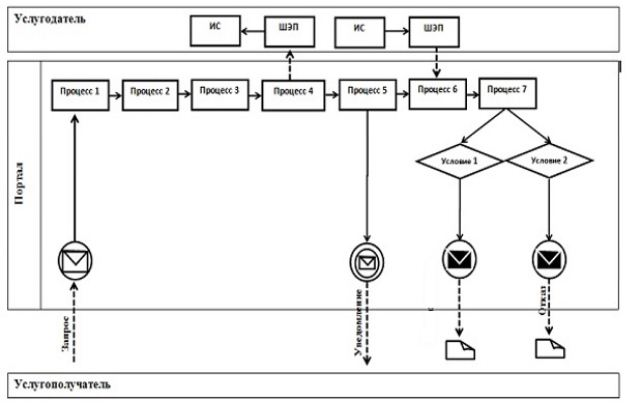 Услугодатель
ИС
ШЭП
ИС
ШЭП
Портал
Процесс 1
Процесс 2
Процесс 3
Процесс 4
Процесс 5
Процесс 6
Процесс 7
Условие 1
Условие 2
Запрос
Уведомление
Отказ
Услугополучатель